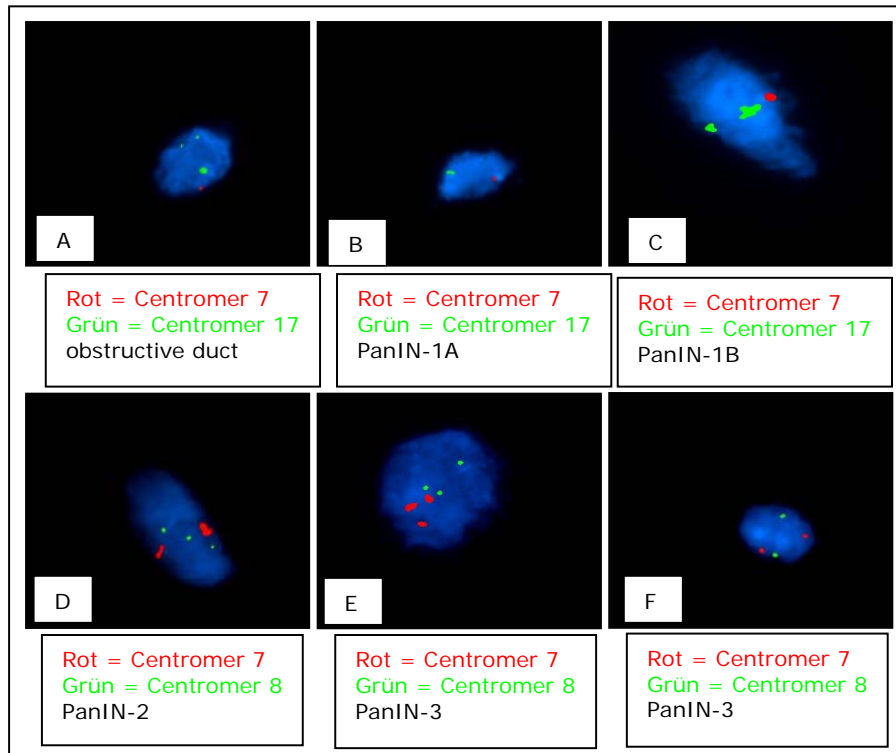 A
B
C
Rot = Centromer 7
Grün = Centromer 17
obstructive duct
Rot = Centromer 7
Grün = Centromer 17
PanIN-1A
Rot = Centromer 7
Grün = Centromer 17
PanIN-1B
D
E
F
Rot = Centromer 7
Grün = Centromer 8
PanIN-2
Rot = Centromer 7
Grün = Centromer 8
PanIN-3
Rot = Centromer 7
Grün = Centromer 8
PanIN-3